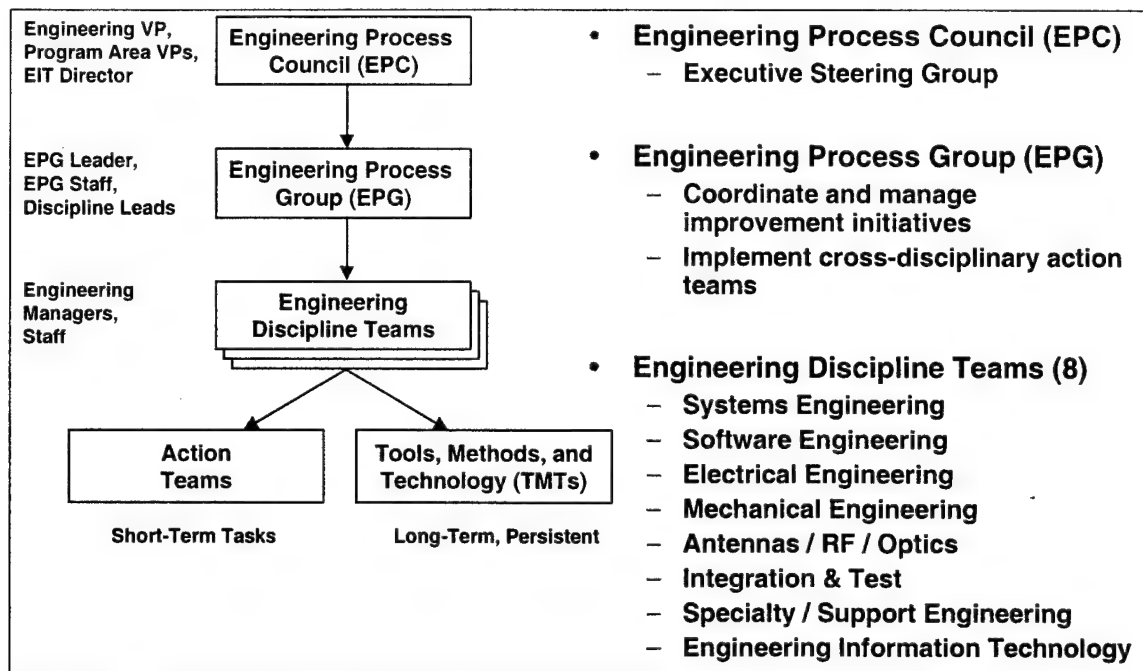 Engineering VP,
Program Area VPs,
EIT Director
Engineering Process
Council (EPC)
EPG Leader,
EPG Staff,
Discipline Leads
Engineering Process
Group (EPG)
Engineering
Managers,
Staff
Engineering
Discipline Teams
Action
Teams
Tools, Methods, and
Technology (TMTs)
Short-Term Tasks
Long-Term, Persistent
• Engineering Process Council (EPC)
– Executive Steering Group
• Engineering Process Group (EPG)
– Coordinate and manage
improvement initiatives
– Implement cross-disciplinary action
teams
• Engineering Discipline Teams (8)
– Systems Engineering
– Software Engineering
– Electrical Engineering
– Mechanical Engineering
– Antennas / RF / Optics
– Integration & Test
– Specialty / Support Engineering
– Engineering Information Technology